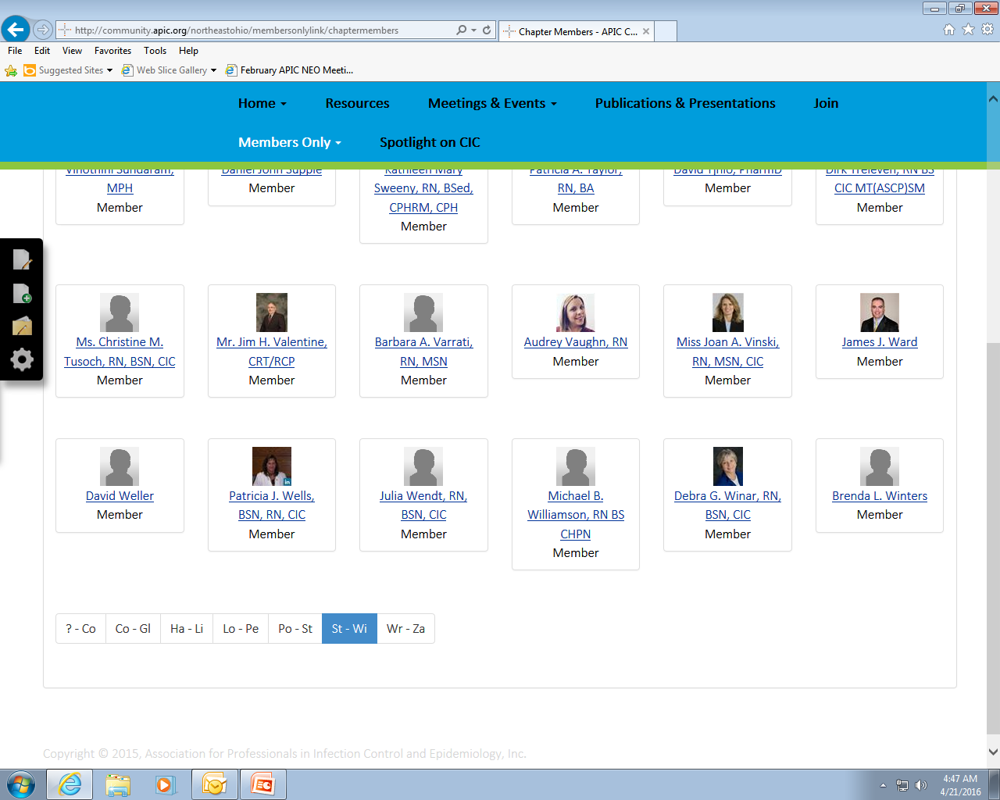 http://community.apic.org/northeastohio/membersonlylink/chaptermembers
Chapter Members - APIC C...
File Edit View Favorites Tools Help
Suggested Sites Web Slice Gallery February APIC NEO Meeti...
Home Resources Meetings & Events Publications & Presentations Join
Members Only Spotlight on CIC
Vinothini Sundaram,
MPH
Member
Daniel John Supple
Member
Kathleen Mary
Sweeny, RN, BSed,
CPHRM, CPH
Member
Patricia A. Taylor,
RN, BA
Member
David Tjhio, PharmD
Member
Dirk Treleven, RN BS
CIC MT(ASCP)SM
Member
Ms. Christine M.
Tusoch, RN, BSN, CIC
Member
Mr. Jim H. Valentine,
CRT/RCP
Member
Barbara A. Varrati,
RN, MSN
Member
Audrey Vaughn, RN
Member
Miss Joan A. Vinski,
RN, MSN, CIC
Member
James J. Ward
Member
David Weller
Member
in
Patricia J. Wells,
BSN, RN, CIC
Member
Julia Wendt, RN,
BSN, CIC
Member
Michael B.
Williamson, RN BS
CHPN
Member
Debra G. Winar, RN,
BSN, CIC
Member
Brenda L. Winters
Member
? - Co Co - Gl Ha - Li Lo - Pe Po - St St - Wi Wr - Za
Copyright © 2015, Association for Professionals in Infection Control and Epidemiology, Inc.
4:47 AM
4/21/2016